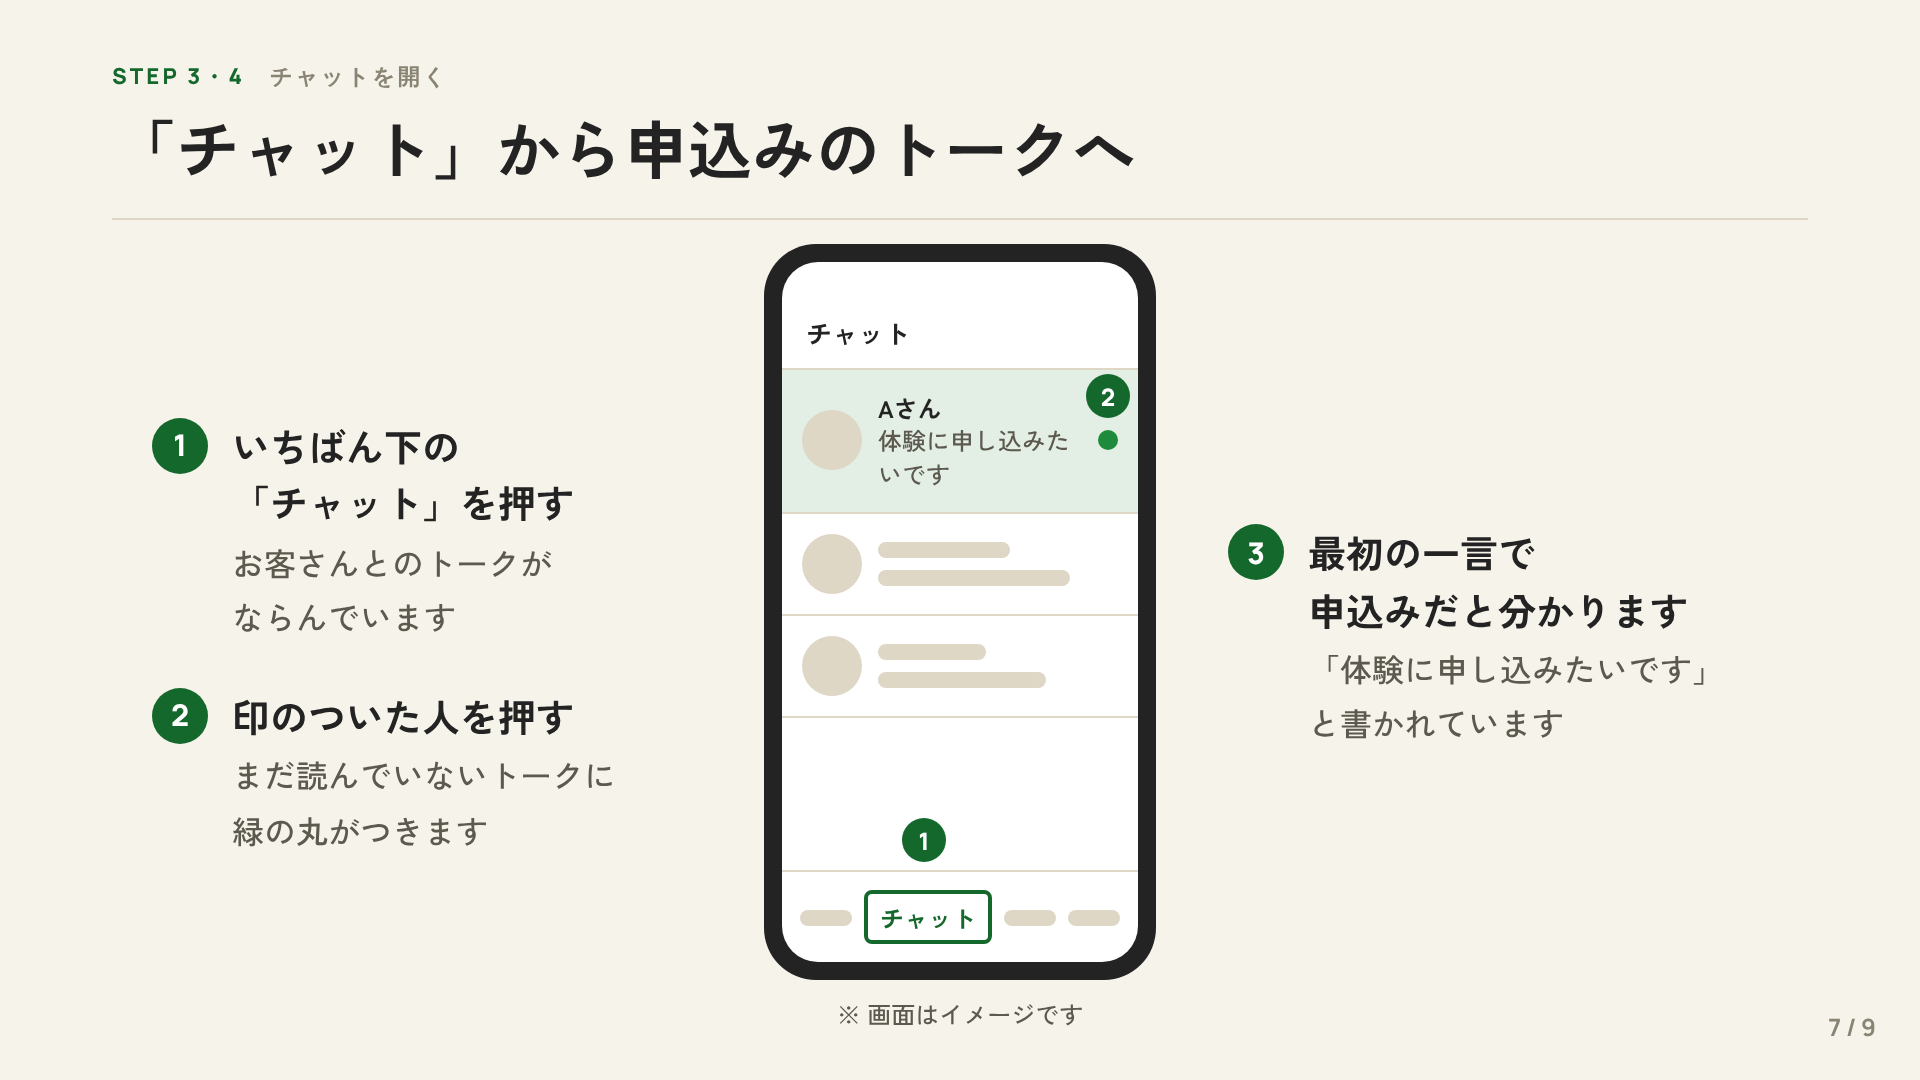 STEP 3・4　チャットを開く
「チャット」から申込みのトークへ
1 いちばん下の
「チャット」を押す
お客さんとのトークが
ならんでいます
2 印のついた人を押す
まだ読んでいないトークに
緑の丸がつきます
チャット
2
Aさん
体験に申し込みた
いです
1
チャット
※ 画面はイメージです
3 最初の一言で
申込みだと分かります
「体験に申し込みたいです」
と書かれています
7 / 9